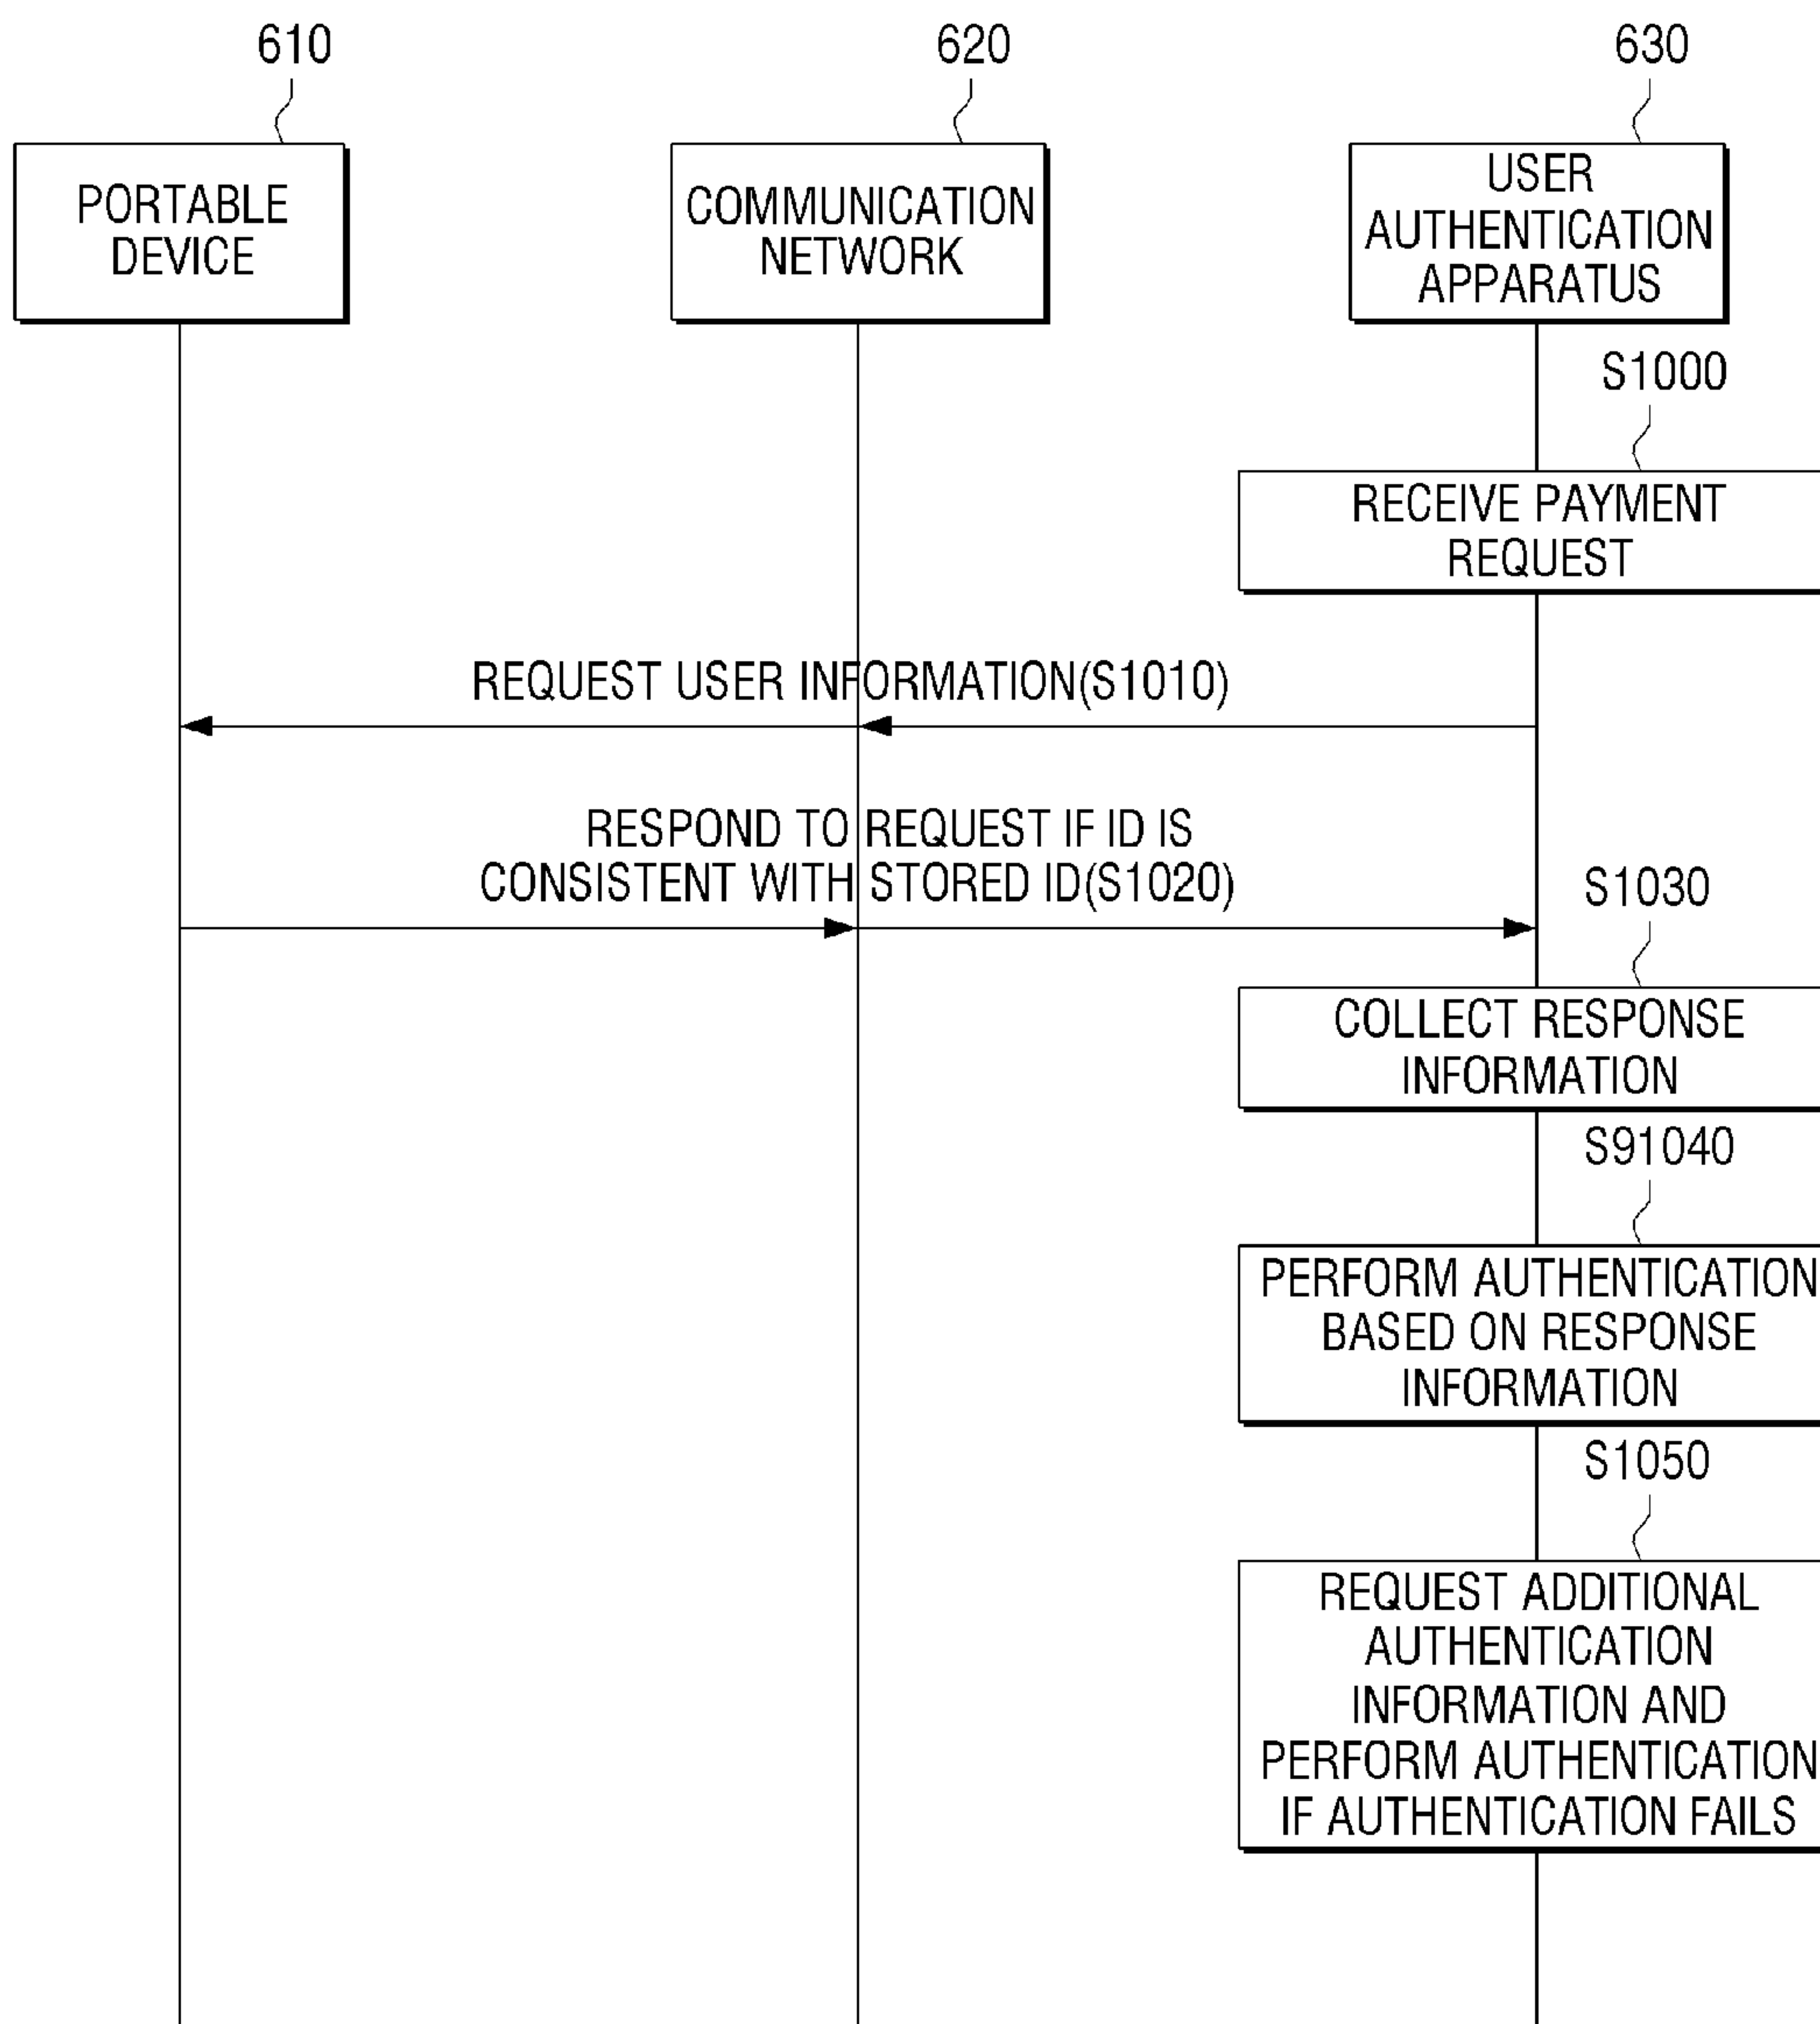 610
620
630
PORTABLE
DEVICE
COMMUNICATION
NETWORK
USER
AUTHENTICATION
APPARATUS
S1000
RECEIVE PAYMENT
REQUEST
REQUEST USER INFORMATION(S1010)
RESPOND TO REQUEST IF ID IS
CONSISTENT WITH STORED ID(S1020)
S1030
COLLECT RESPONSE
INFORMATION
S91040
PERFORM AUTHENTICATION
BASED ON RESPONSE
INFORMATION
S1050
REQUEST ADDITIONAL
AUTHENTICATION
INFORMATION AND
PERFORM AUTHENTICATION
IF AUTHENTICATION FAILS